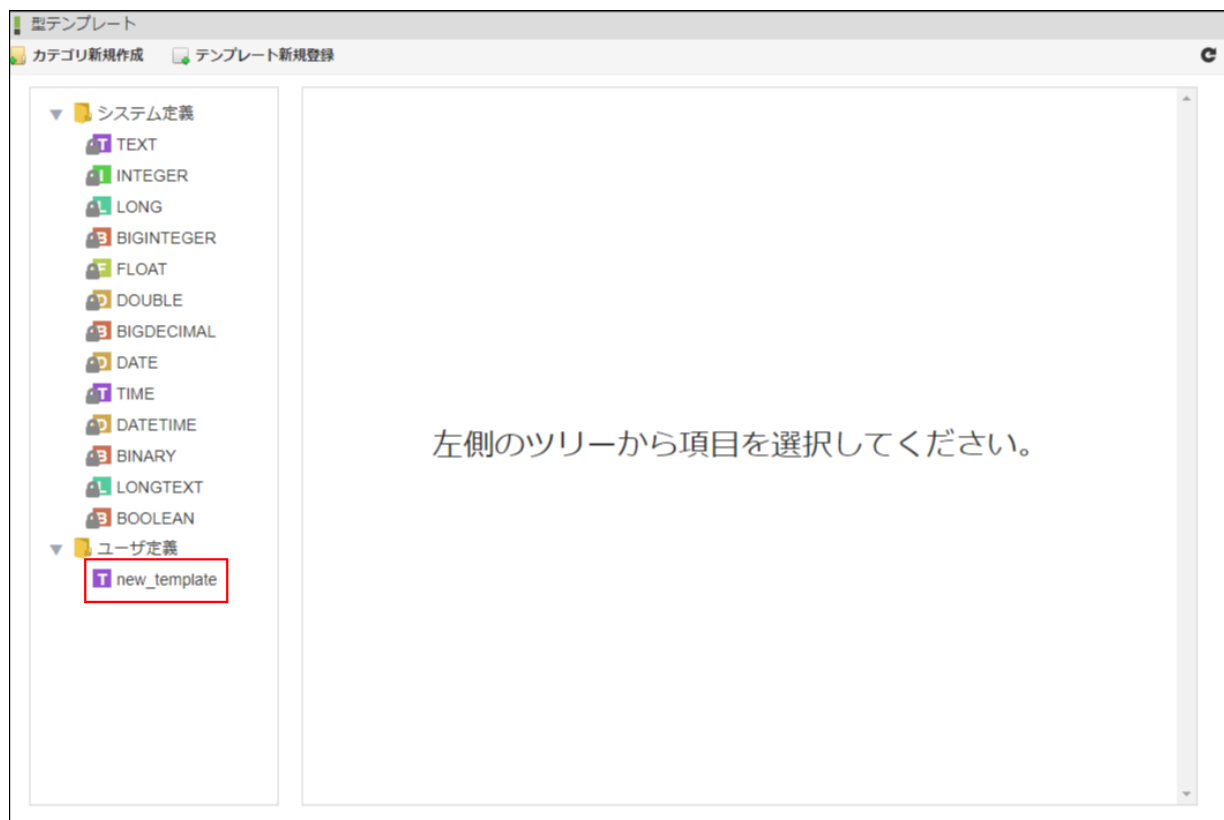 型テンプレート
カテゴリ新規作成 テンプレート新規登録
システム定義
T TEXT
I INTEGER
L LONG
B BIGINTEGER
F FLOAT
D DOUBLE
B BIGDECIMAL
D DATE
T TIME
D DATETIME
B BINARY
L LONGTEXT
B BOOLEAN
ユーザ定義
T new_template
左側のツリーから項目を選択してください。